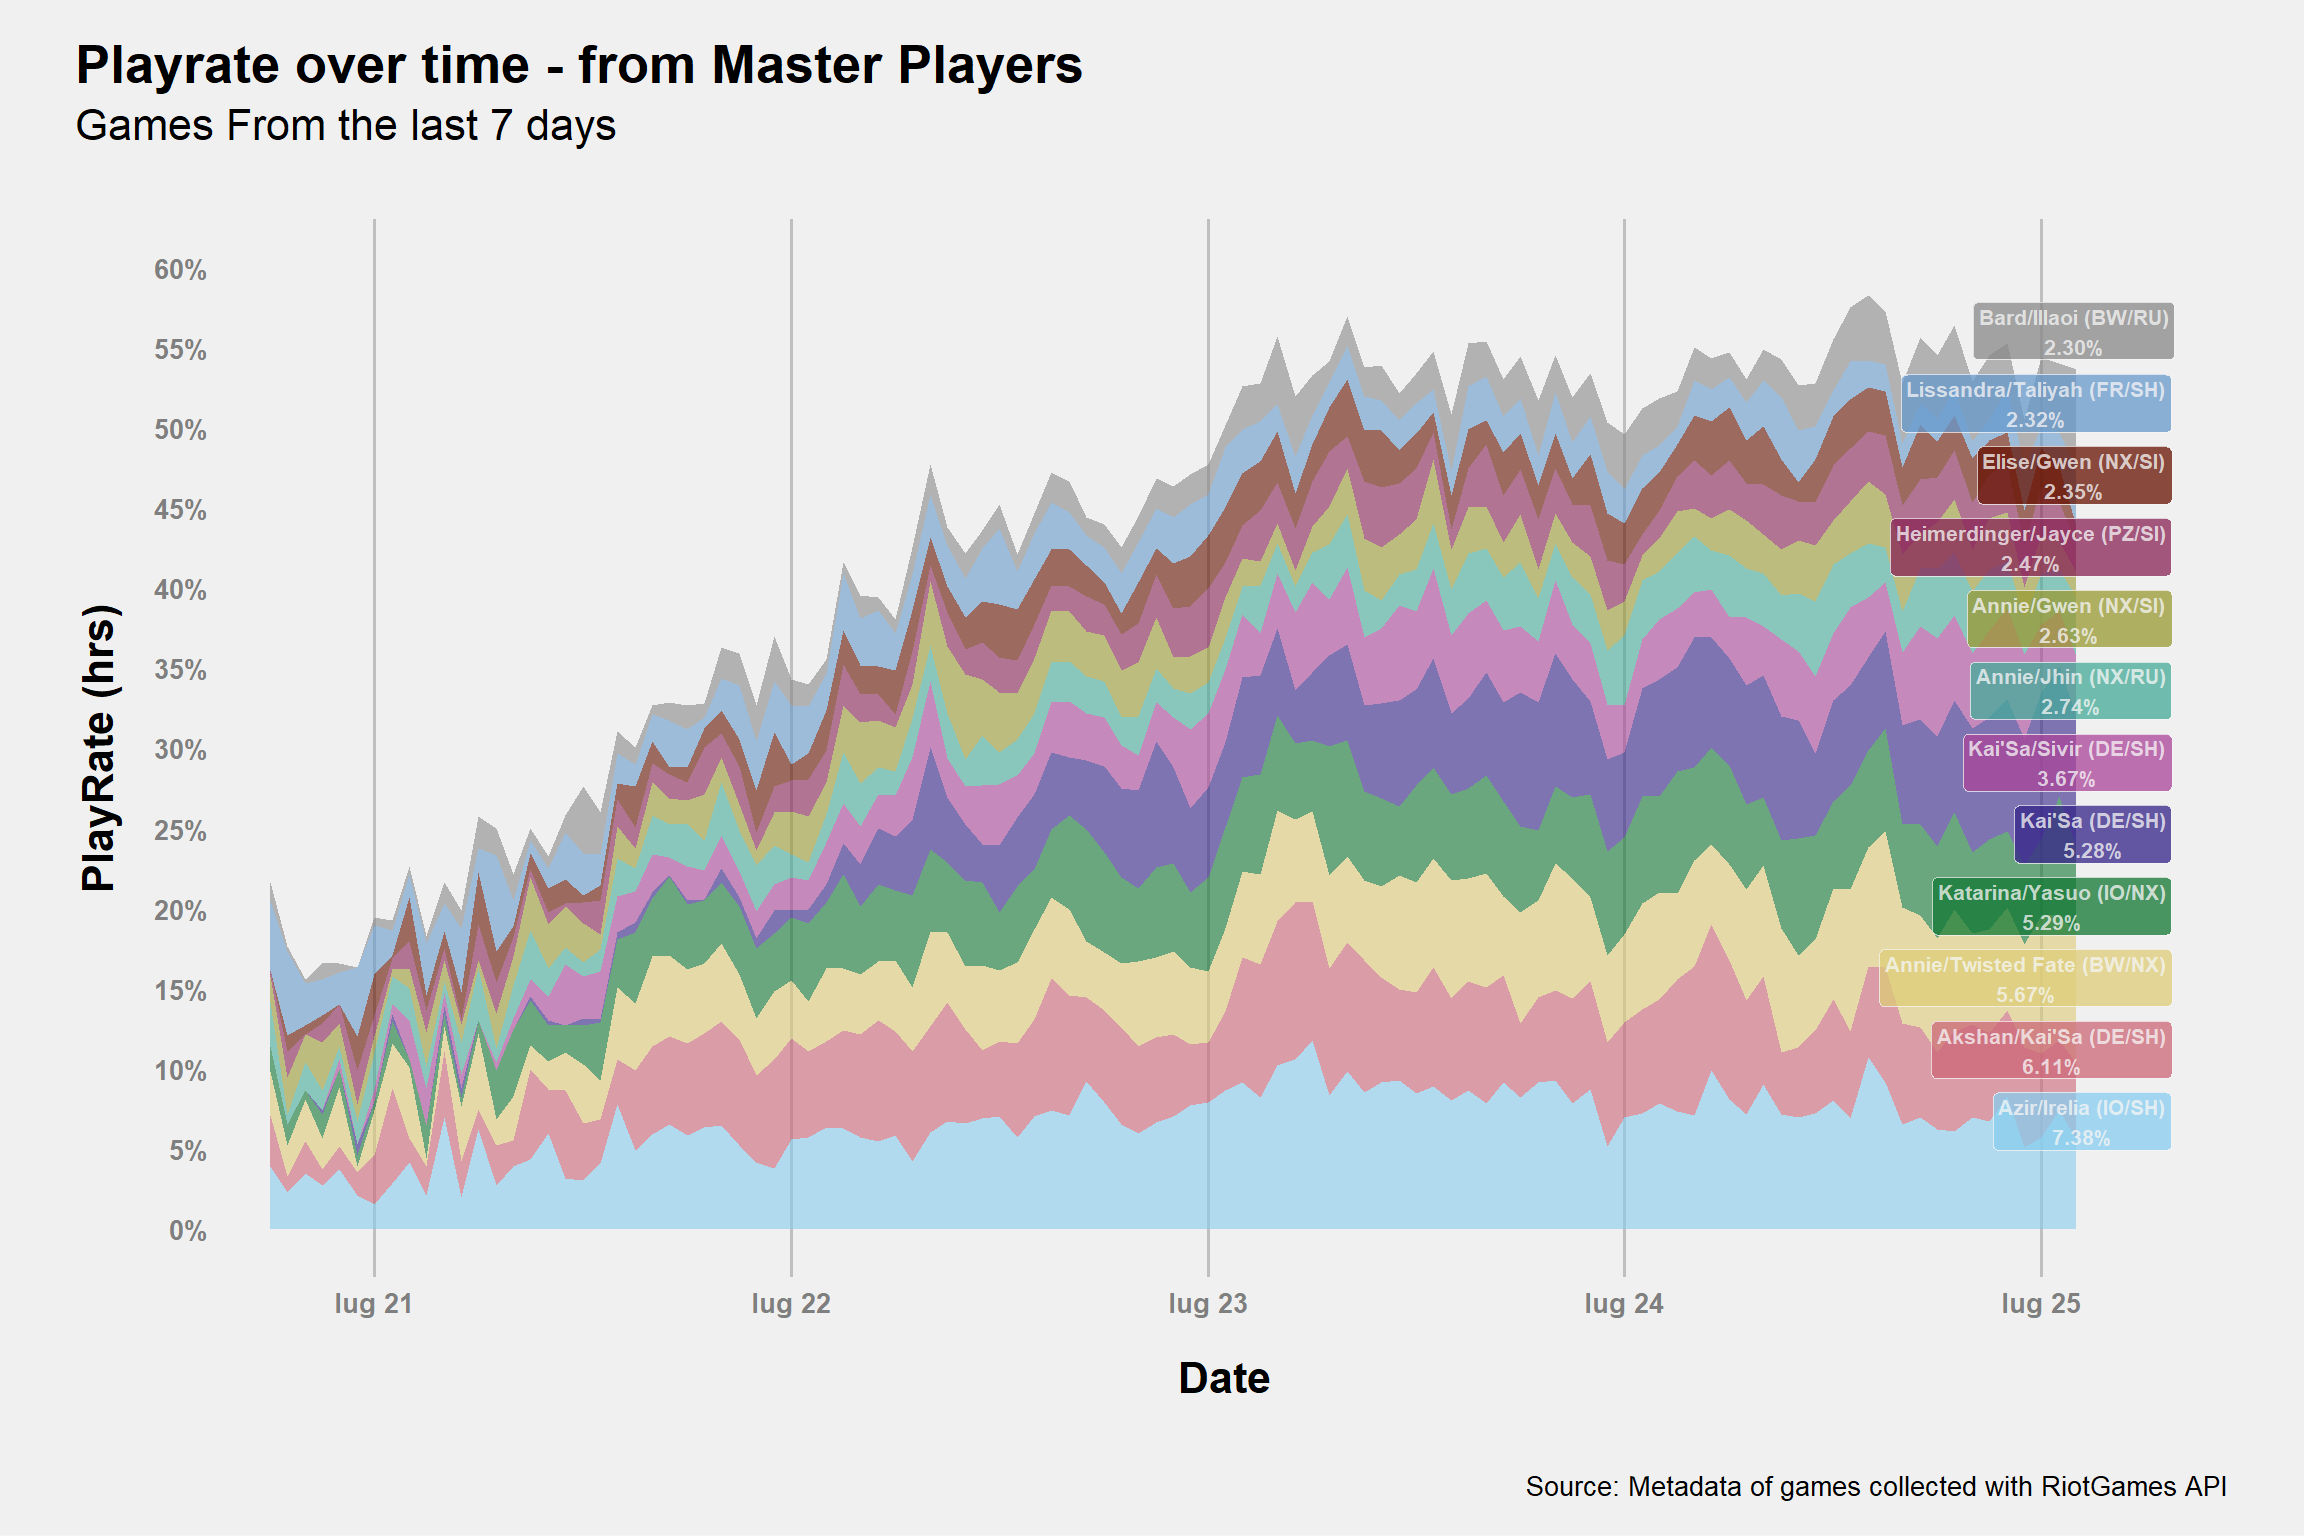 Playrate over time - from Master Players
Games From the last 7 days
PlayRate (hrs)
60%
55%
50%
45%
40%
35%
30%
25%
20%
15%
10%
5%
0%
Bard/Illaoi (BW/RU)
2.30%
Lissandra/Taliyah (FR/SH)
2.32%
Elise/Gwen (NX/SI)
2.35%
Heimerdinger/Jayce (PZ/SI)
2.47%
Annie/Gwen (NX/SI)
2.63%
Annie/Jhin (NX/RU)
2.74%
Kai'Sa/Sivir (DE/SH)
3.67%
Kai'Sa (DE/SH)
5.28%
Katarina/Yasuo (IO/NX)
5.29%
Annie/Twisted Fate (BW/NX)
5.67%
Akshan/Kai'Sa (DE/SH)
6.11%
Azir/Irelia (IO/SH)
7.38%
lug 21
lug 22
lug 23
lug 24
lug 25
Date
Source: Metadata of games collected with RiotGames API